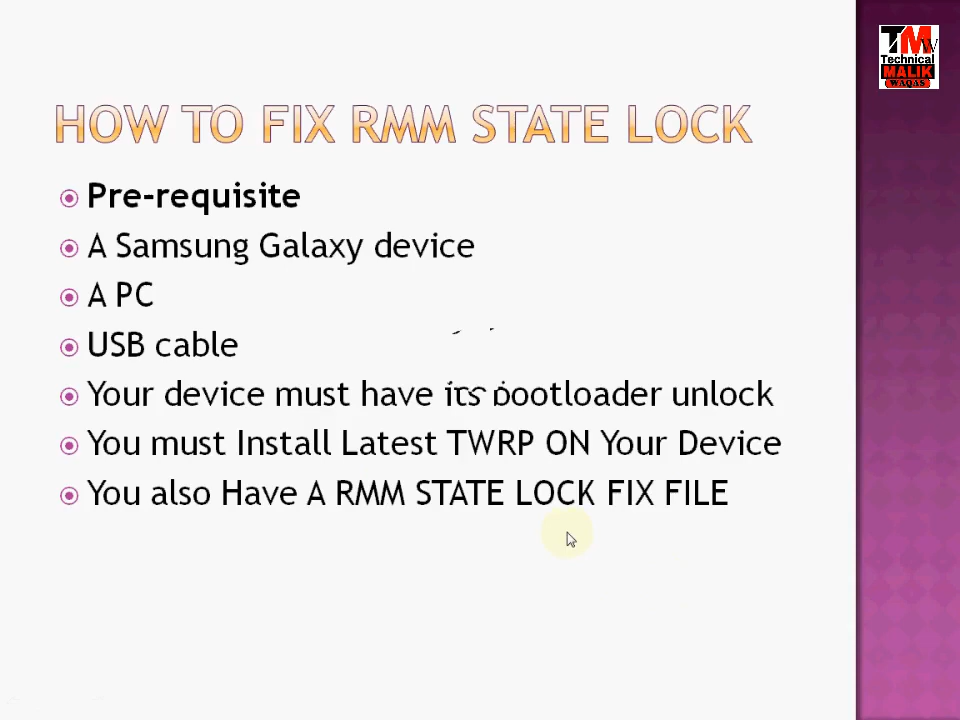 TMW
Technical
MALIK
WAQAS
HOW TO FIX RMM STATE LOCK
Pre-requisite
A Samsung Galaxy device
A PC
USB cable
Your device must have its bootloader unlock
You must Install Latest TWRP ON Your Device
You also Have A RMM STATE LOCK FIX FILE